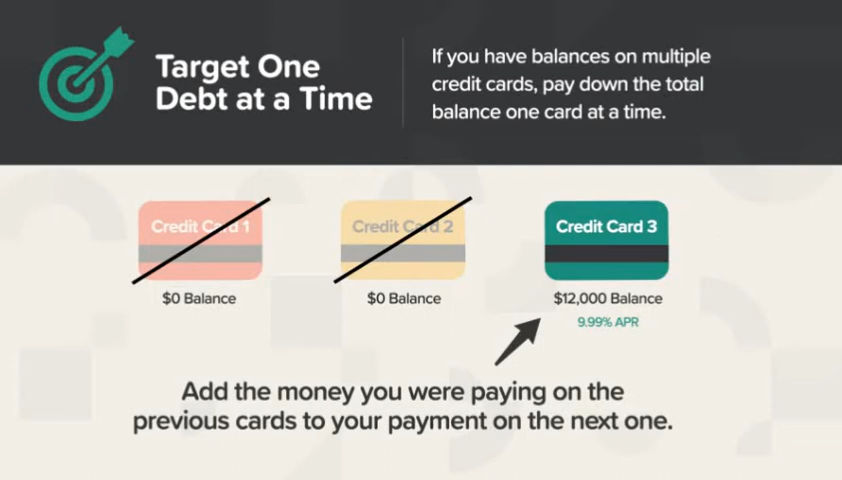 Target One
Debt at a Time
If you have balances on multiple
credit cards, pay down the total
balance one card at a time.
Credit Card 1
Credit Card 2
Credit Card 3
$0 Balance
$0 Balance
$12,000 Balance
9.99% APR
Add the money you were paying on the
previous cards to your payment on the next one.